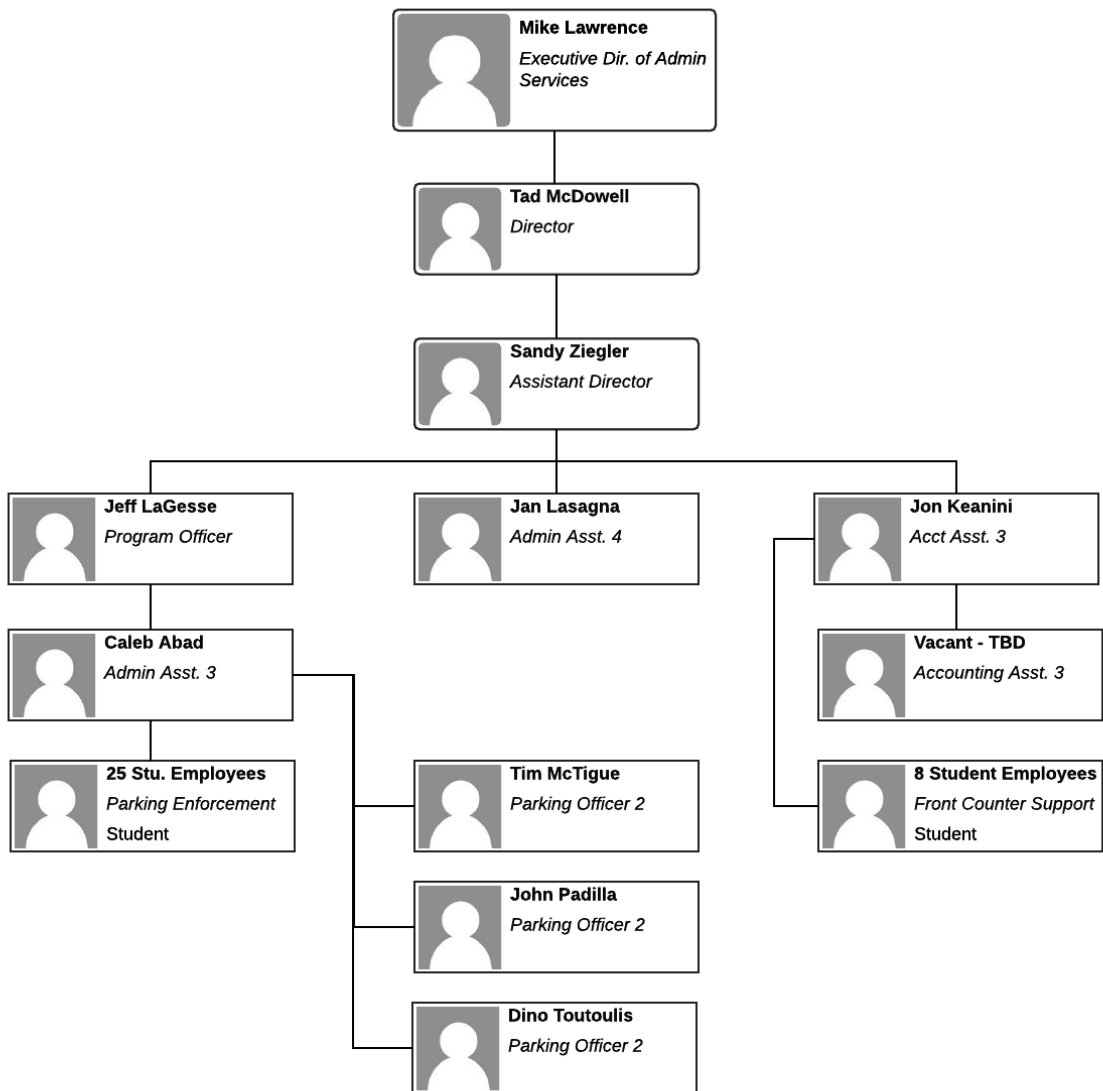 Mike Lawrence
Executive Dir. of Admin
Services
Tad McDowell
Director
Sandy Ziegler
Assistant Director
Jeff LaGesse
Program Officer
Jan Lasagna
Admin Asst. 4
Jon Keanini
Acct Asst. 3
Caleb Abad
Admin Asst. 3
Vacant - TBD
Accounting Asst. 3
25 Stu. Employees
Parking Enforcement
Student
Tim McTigue
Parking Officer 2
8 Student Employees
Front Counter Support
Student
John Padilla
Parking Officer 2
Dino Toutoulis
Parking Officer 2